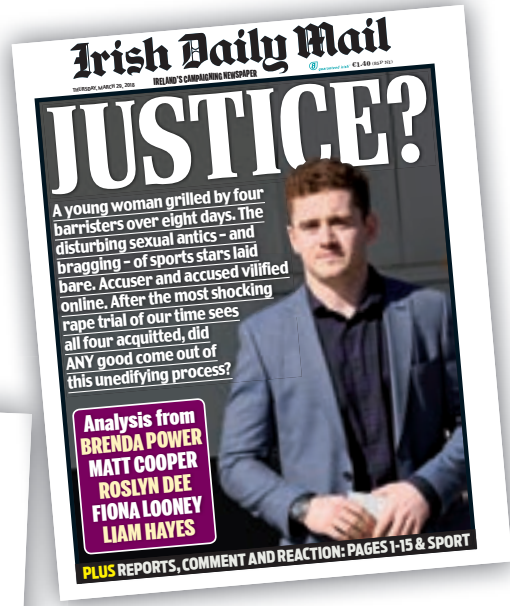 Irish Daily Mail
THURSDAY, MARCH 29, 2018
IRELAND'S CAMPAIGNING NEWSPAPER
€1.40
JUSTICE?
A young woman grilled by four
barristers over eight days. The
disturbing sexual antics – and
bragging – of sports stars laid
bare. Accuser and accused vilified
online. After the most shocking
rape trial of our time sees
all four acquitted, did
ANY good come out of
this unedifying process?
Analysis from
BRENDA POWER
MATT COOPER
ROSLYN DEE
FIONA LOONEY
LIAM HAYES
PLUS REPORTS, COMMENT AND REACTION: PAGES 1-15 & SPORT